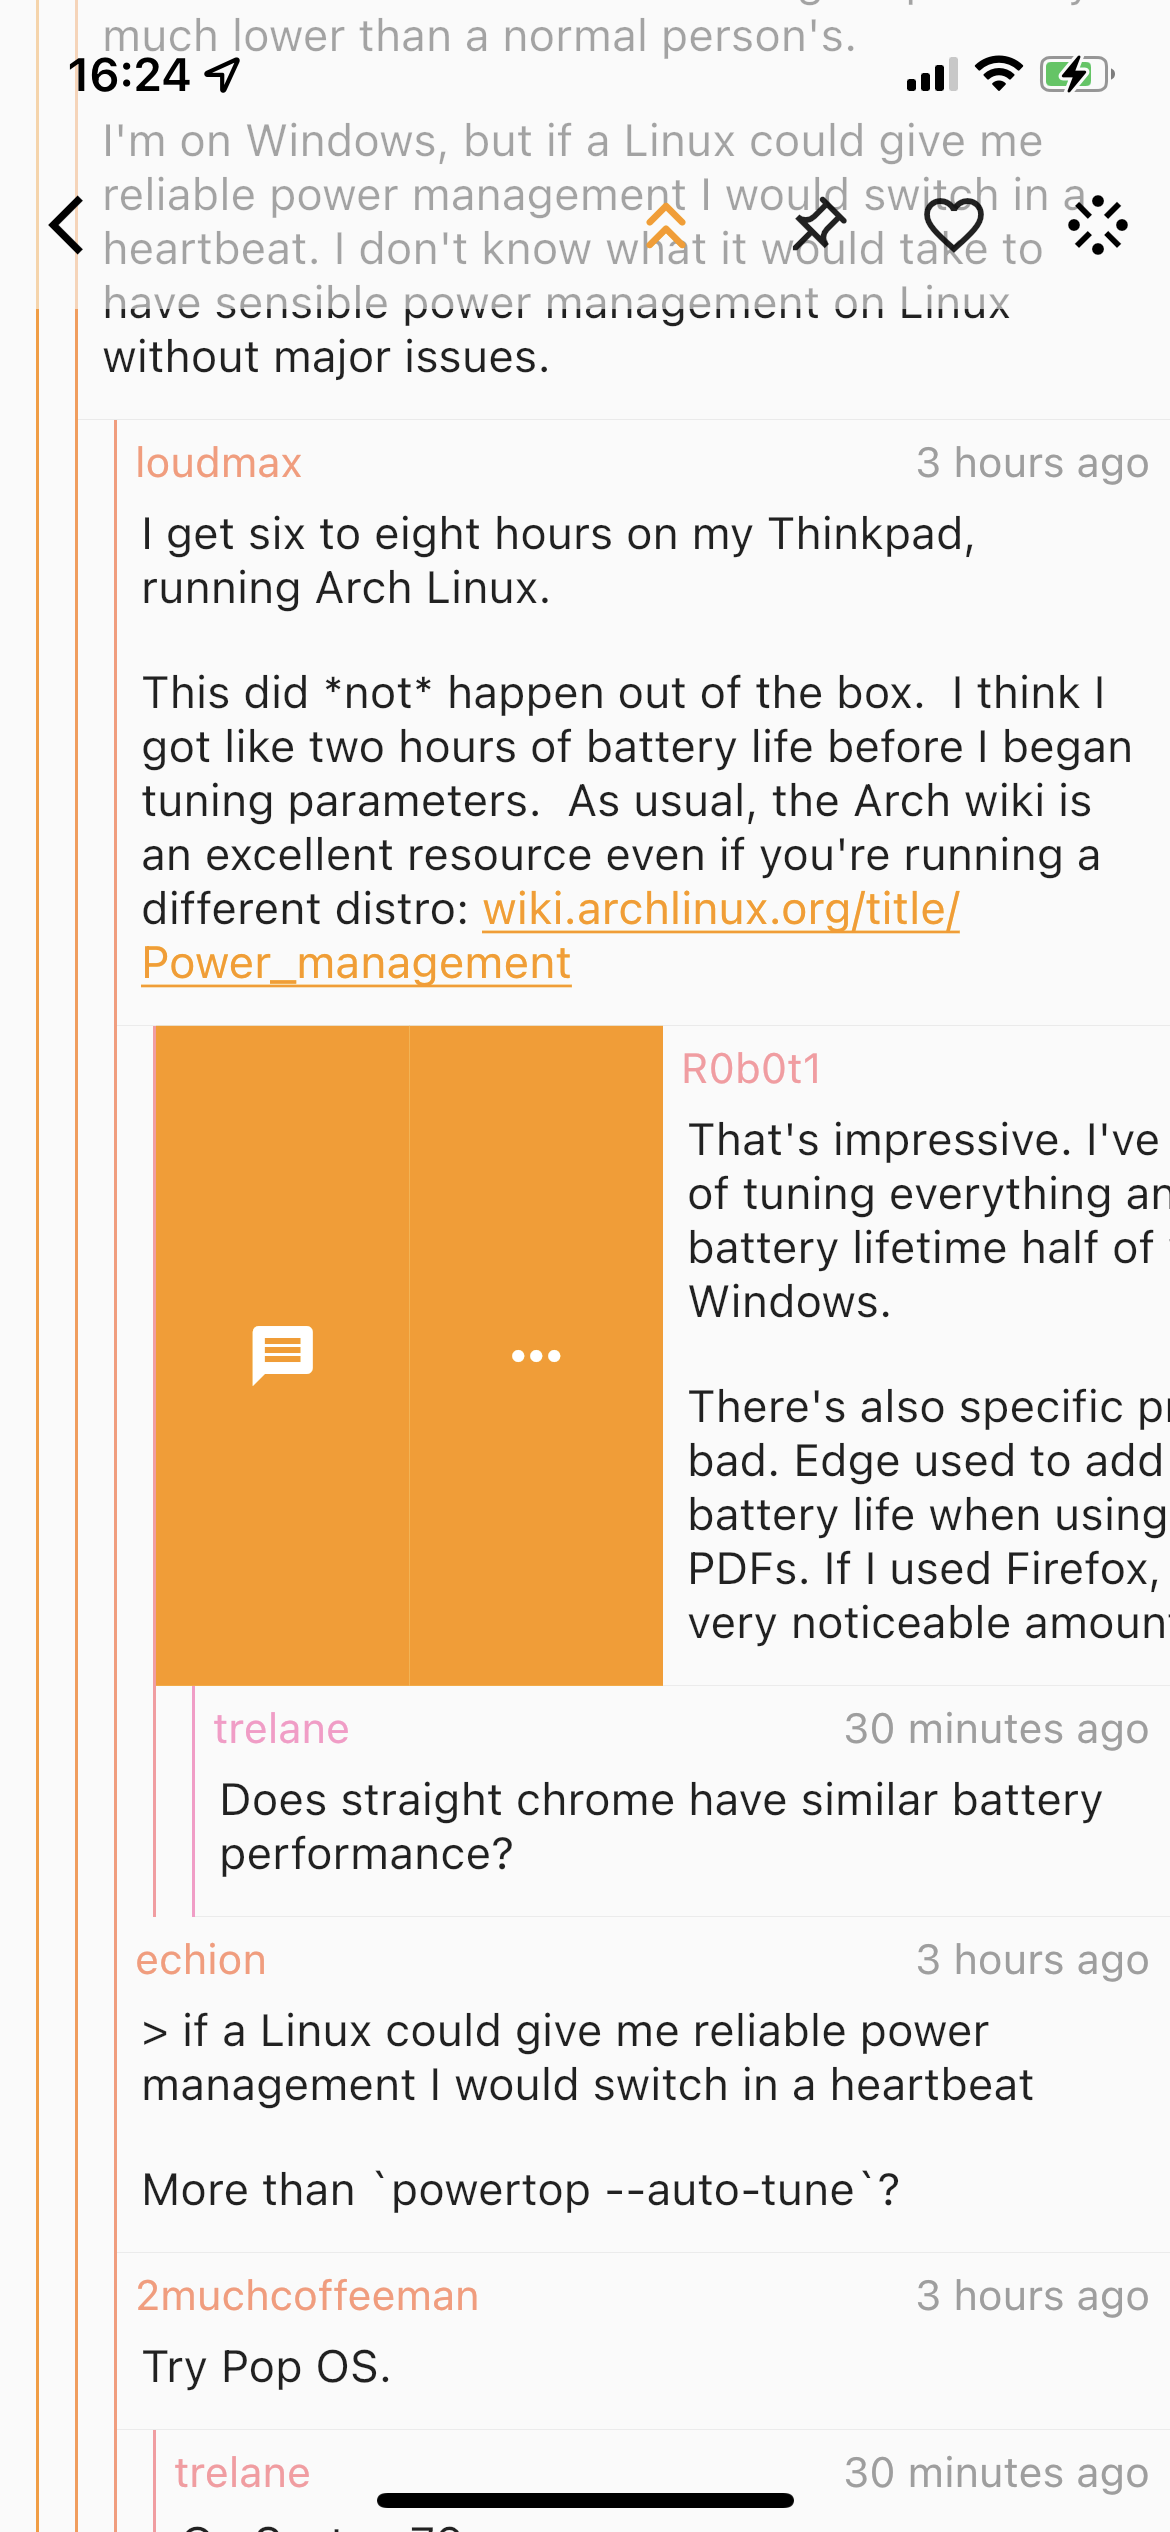 much lower than a normal person's.
16:24
I'm on Windows, but if a Linux could give me
reliable power management I would switch in a
heartbeat. I don't know what it would take to
have sensible power management on Linux
without major issues.
loudmax 3 hours ago
I get six to eight hours on my Thinkpad,
running Arch Linux.
This did *not* happen out of the box.  I think I
got like two hours of battery life before I began
tuning parameters.  As usual, the Arch wiki is
an excellent resource even if you're running a
different distro: wiki.archlinux.org/title/
Power_management
R0b0t1
That's impressive. I've
of tuning everything an
battery lifetime half of
Windows.
There's also specific pr
bad. Edge used to add
battery life when using
PDFs. If I used Firefox,
very noticeable amount
trelane 30 minutes ago
Does straight chrome have similar battery
performance?
echion 3 hours ago
> if a Linux could give me reliable power
management I would switch in a heartbeat
More than `powertop --auto-tune`?
2muchcoffeeman 3 hours ago
Try Pop OS.
trelane 30 minutes ago